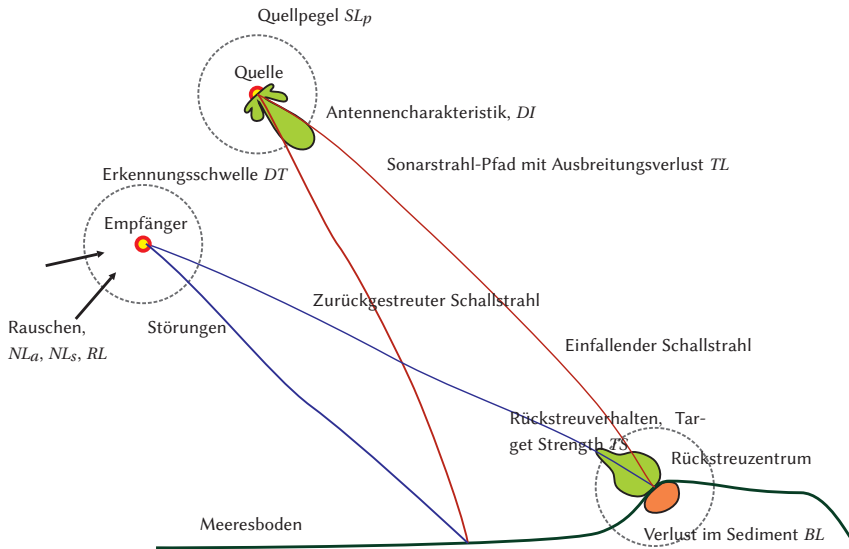 Quellpegel SLp
Quelle
Antennencharakteristik, DI
Sonarstrahl-Pfad mit Ausbreitungsverlust TL
Erkennungsschwelle DT
Empfänger
Zurückgestreuter Schallstrahl
Rauschen,
NLa, NLs, RL
Störungen
Einfallender Schallstrahl
Rückstreuverhalten, Tar-
get Strength TS
Rückstreuzentrum
Meeresboden
Verlust im Sediment BL